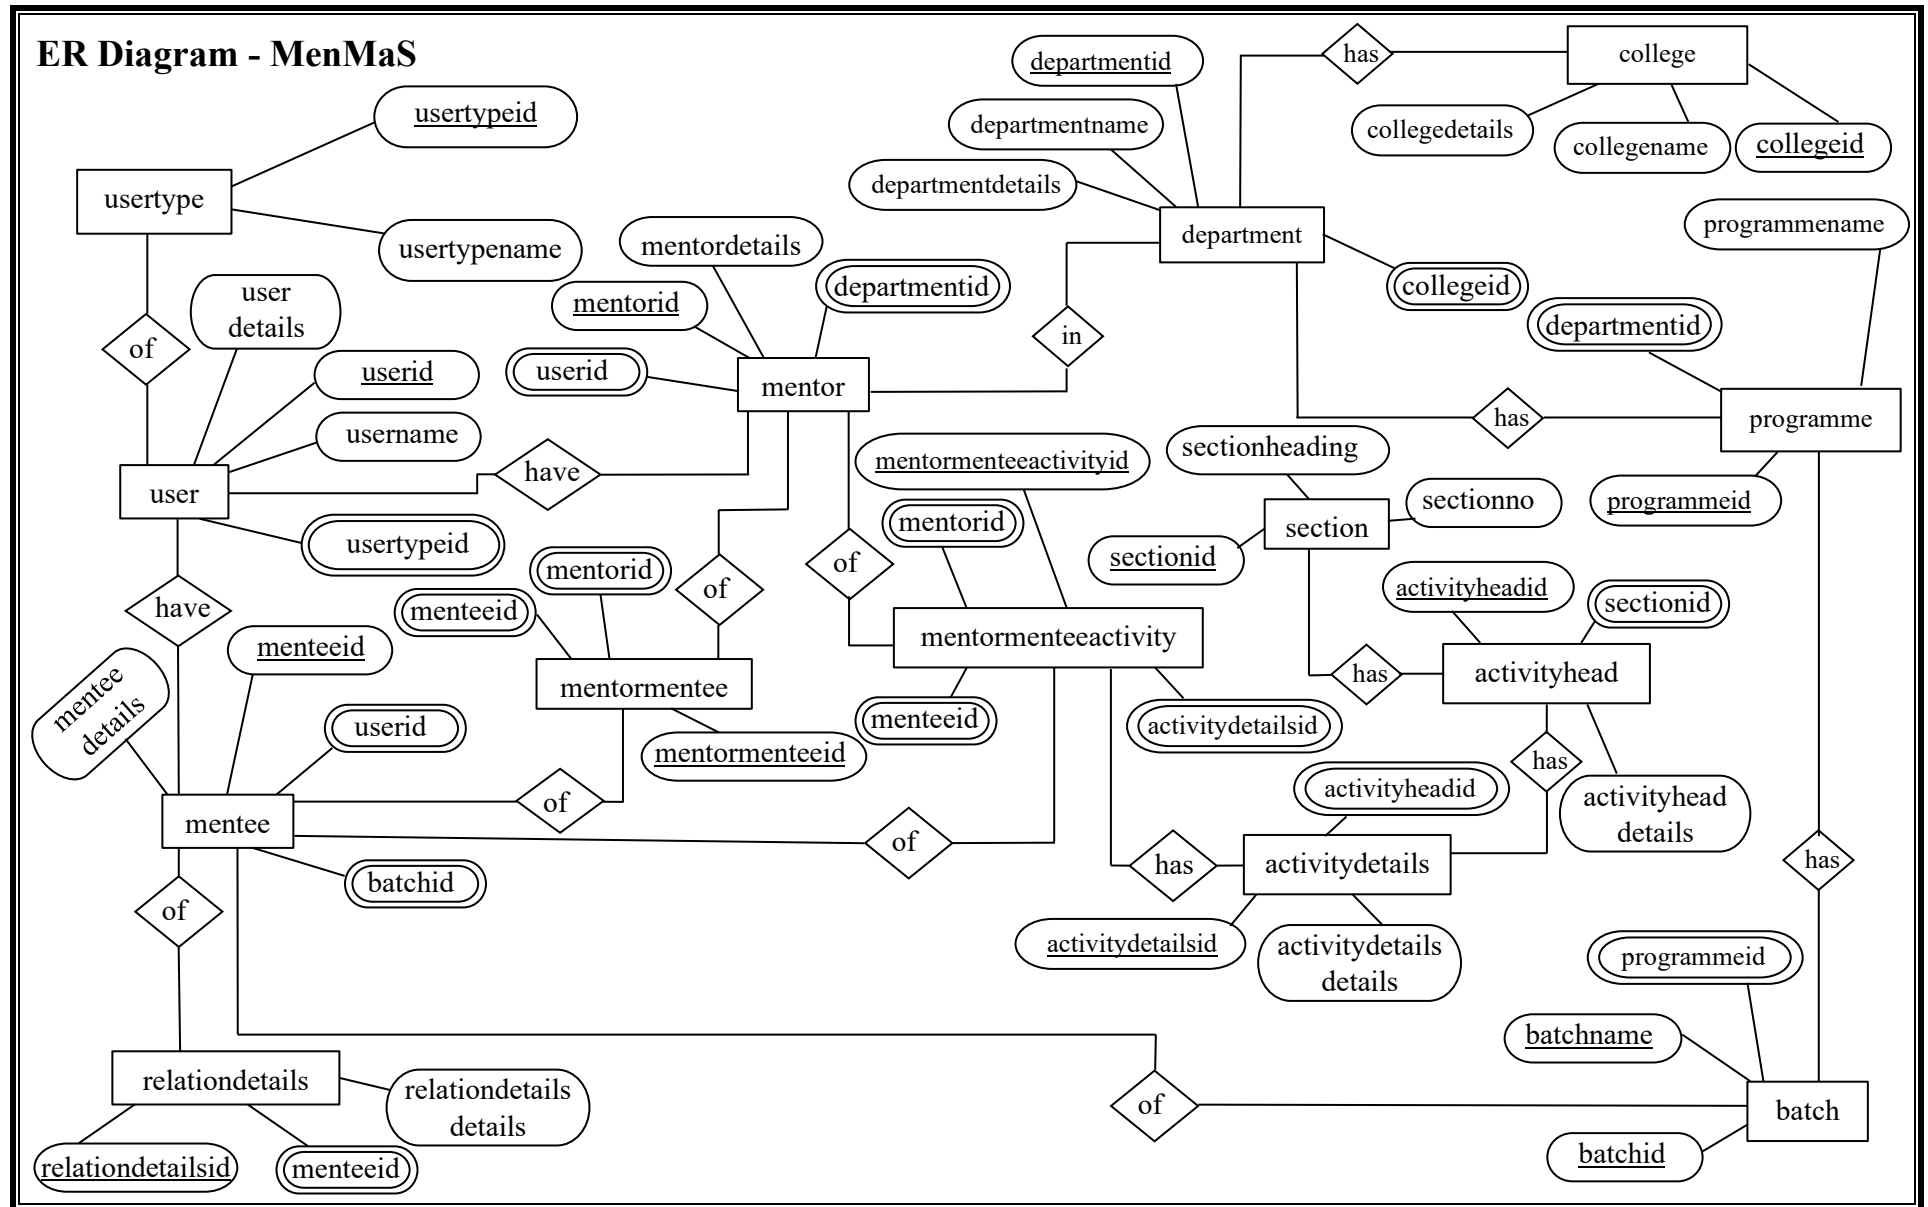 ER Diagram - MenMaS
departmentid
has
college
usertypeid
departmentname
collegedetails
collegename
collegeid
departmentdetails
usertype
programmename
usertypename
mentordetails
department
user
details
mentorid
departmentid
collegeid
departmentid
of
in
userid
userid
mentor
has
programme
username
sectionheading
mentormenteeactivityid
have
user
sectionno
programmeid
mentorid
section
usertypeid
sectionid
mentorid
of
of
activityheadid
sectionid
menteeid
have
mentormenteeactivity
menteeid
has
activityhead
mentormentee
mentee
details
userid
menteeid
activitydetailsid
mentormenteeid
has
activityheadid
activityhead
details
of
mentee
of
has
activitydetails
has
batchid
of
activitydetailsid
activitydetails
details
programmeid
batchname
relationdetails
relationdetails
details
of
batch
relationdetailsid
menteeid
batchid